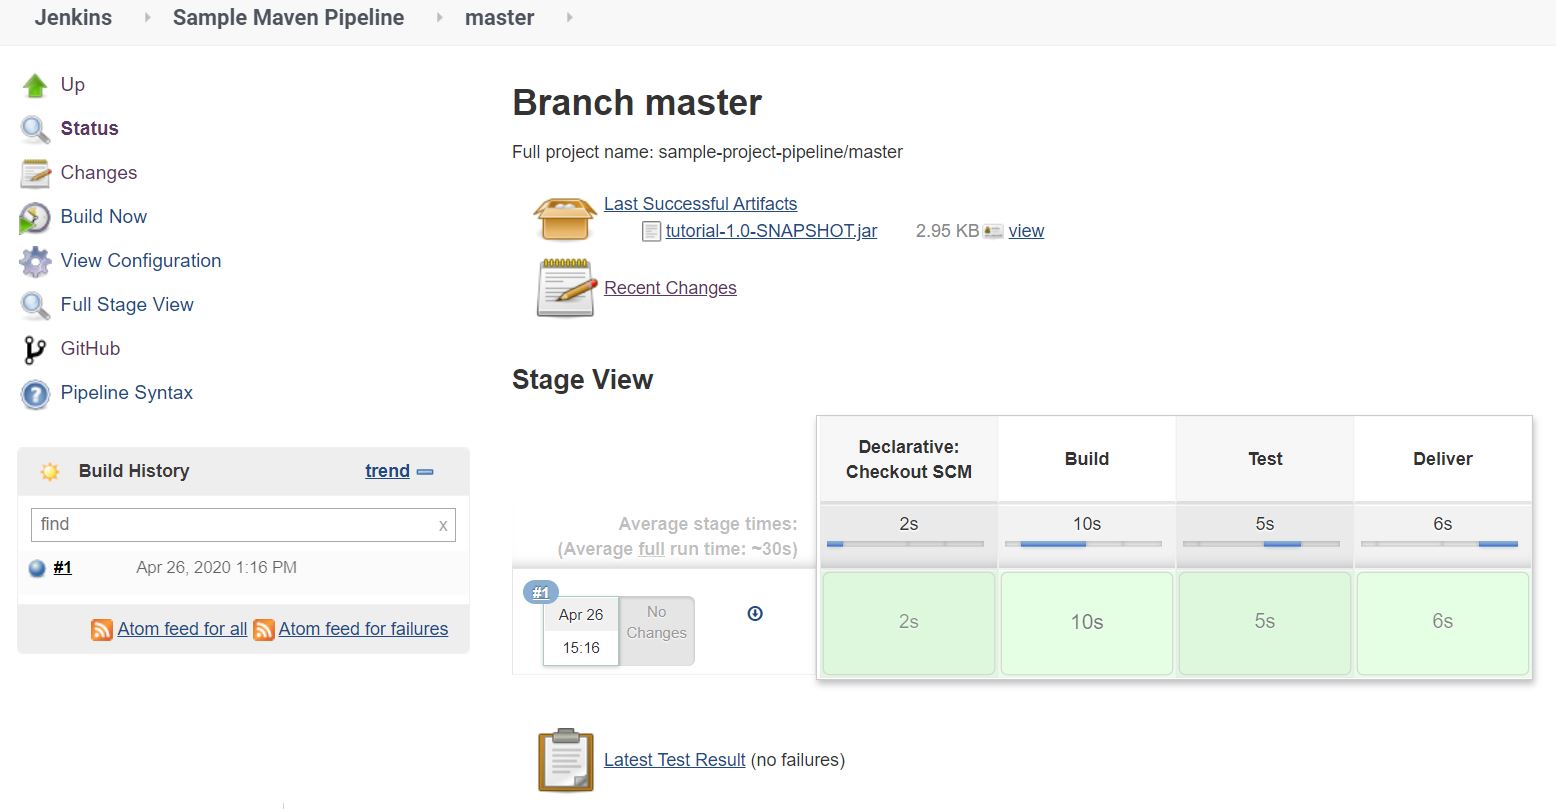 Jenkins Sample Maven Pipeline master
Up
Status
Changes
Build Now
View Configuration
Full Stage View
GitHub
Pipeline Syntax
Build History trend
find x
#1 Apr 26, 2020 1:16 PM
Atom feed for all Atom feed for failures
Branch master
Full project name: sample-project-pipeline/master
Last Successful Artifacts
tutorial-1.0-SNAPSHOT.jar 2.95 KB view
Recent Changes
Stage View
Declarative:
Checkout SCM
Build
Test
Deliver
Average stage times:
(Average full run time: ~30s)
2s 10s 5s 6s
#1
Apr 26
15:16
No
Changes
2s 10s 5s 6s
Latest Test Result (no failures)